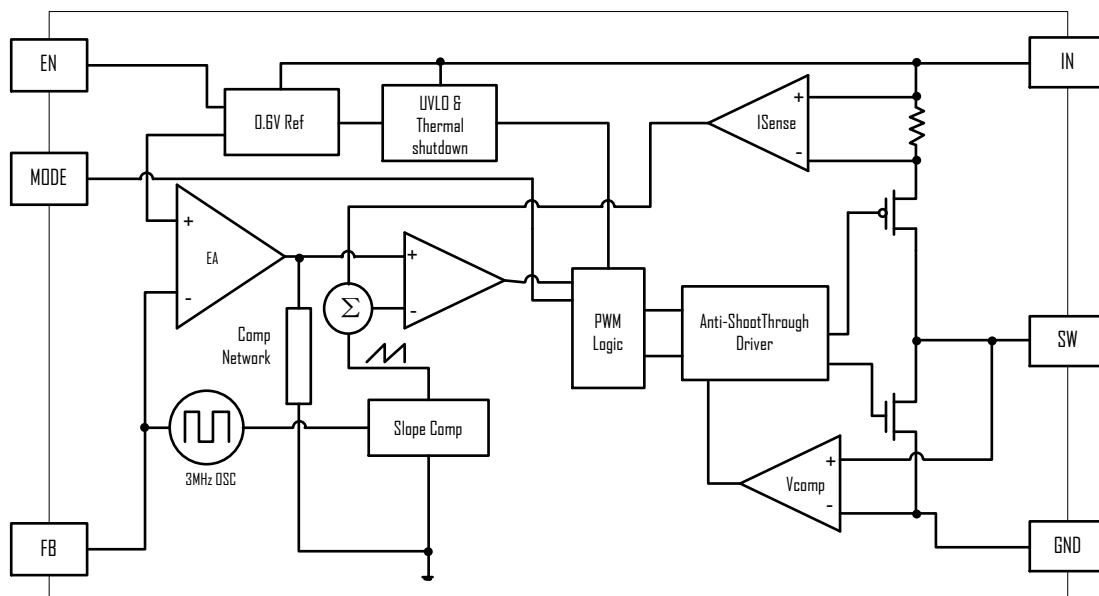 EN
IN
0.6V Ref
UVLO &
Thermal
shutdown
+
ISense
-
MODE
+
EA
-
+
-
Σ
Comp
Network
PWM
Logic
Anti-ShootThrough
Driver
SW
3MHz OSC
Slope Comp
+
Vcomp
-
FB
GND